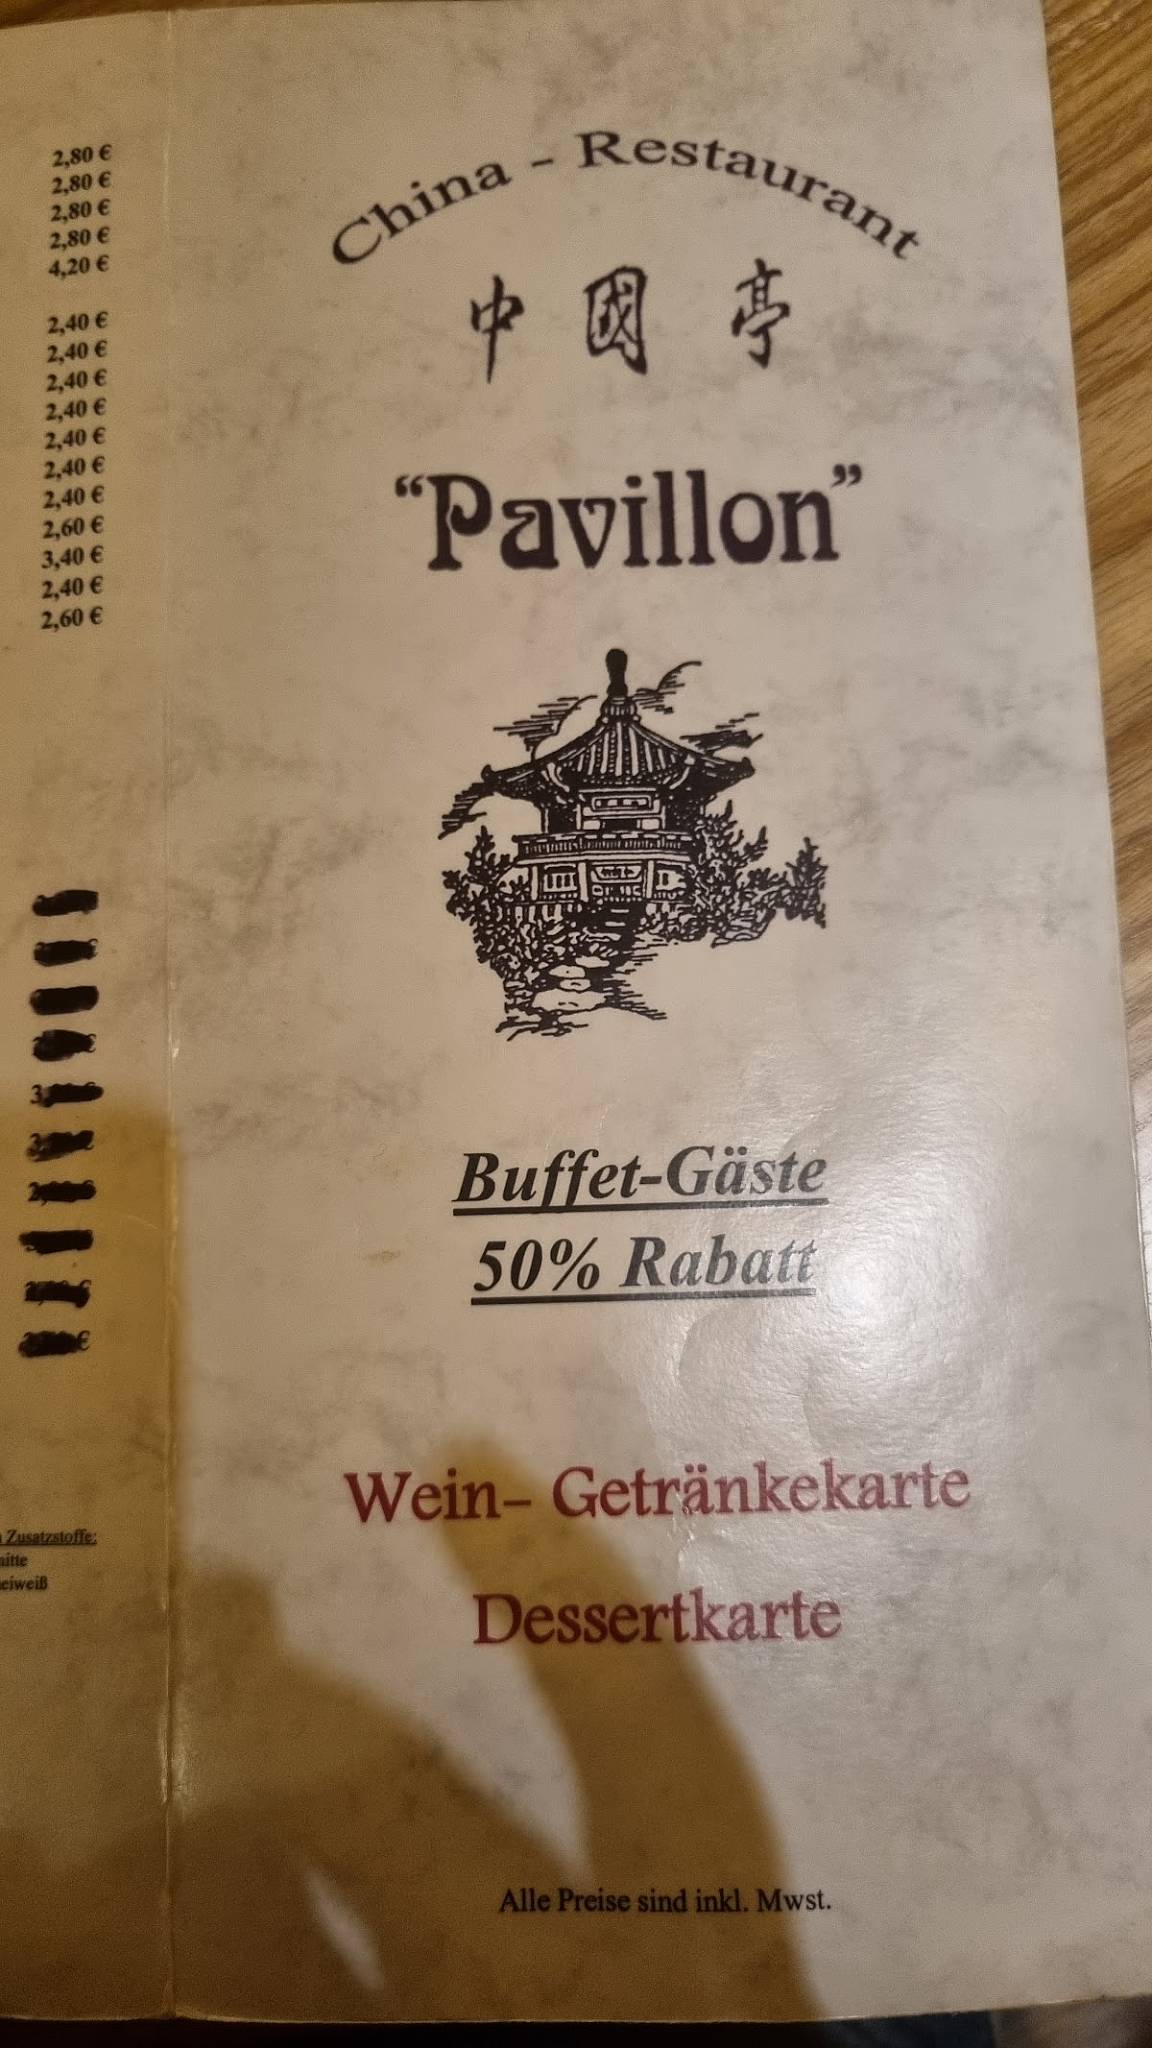 2,80 €
2,80 €
2,80 €
2,80 €
4,20 €
2,40 €
2,40 €
2,40 €
2,40 €
2,40 €
2,40 €
2,40 €
2,60 €
3,40 €
2,40 €
2,60 €
Zusatzstoffe:
China - Restaurant
中國亭
“Pavillon”
Buffet-Gäste
50% Rabatt
Wein- Getränkekarte
Dessertkarte
Alle Preise sind inkl. Mwst.